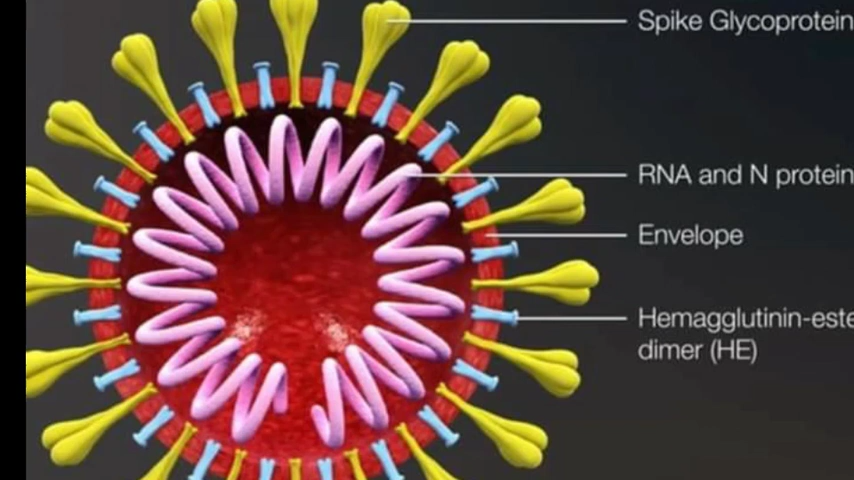 Spike Glycoprotein
RNA and N protein
Envelope
Hemagglutinin-este
dimer (HE)